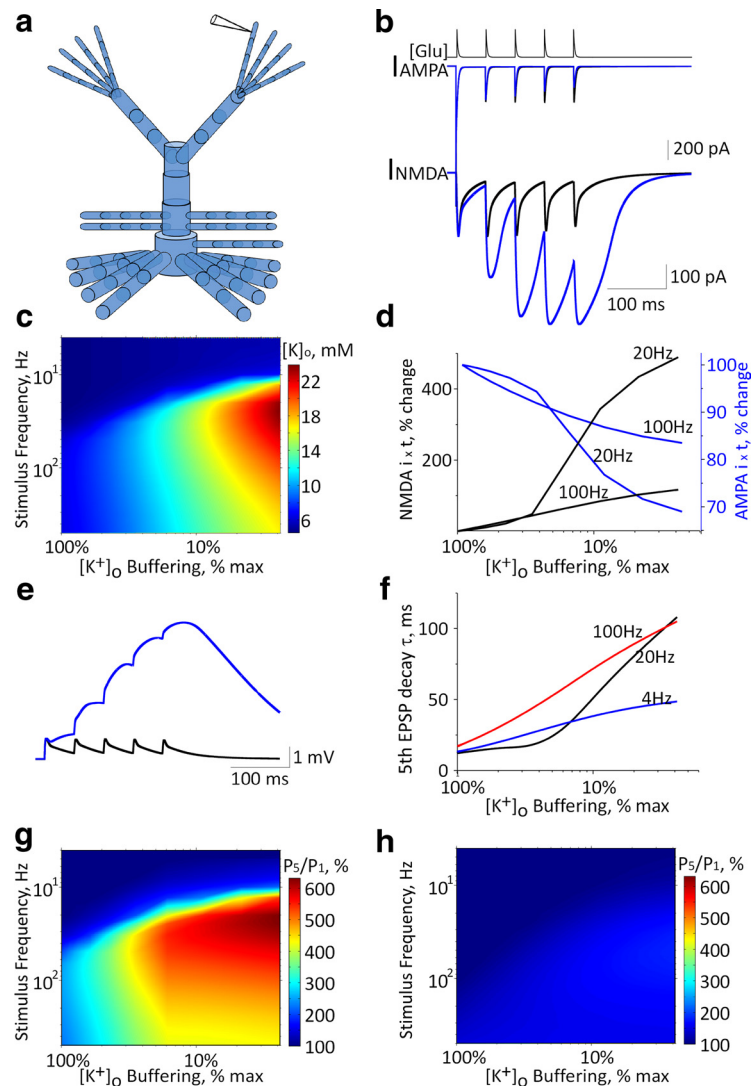 a
b
[Glu]
IAMPA
200 pA
INMDA
100 pA
100 ms
c
[K]o, mM
Stimulus Frequency, Hz
10¹
10²
22
18
14
10
6
100%
10%
[K⁺]o Buffering, % max
d
NMDA i x t, % change
400
200
20Hz
100Hz
20Hz
100Hz
100
90
80
70
AMPA i x t, % change
100%
10%
[K⁺]o Buffering, % max
e
1 mV
100 ms
f
5th EPSP decay τ, ms
100
50
0
100Hz
20Hz
4Hz
100%
10%
[K⁺]o Buffering, % max
g
P5/P1, %
Stimulus Frequency, Hz
10¹
10²
600
500
400
300
200
100
100%
10%
[K⁺]o Buffering, % max
h
P5/P1, %
Stimulus Frequency, Hz
10¹
10²
600
500
400
300
200
100
100%
10%
[K⁺]o Buffering, % max